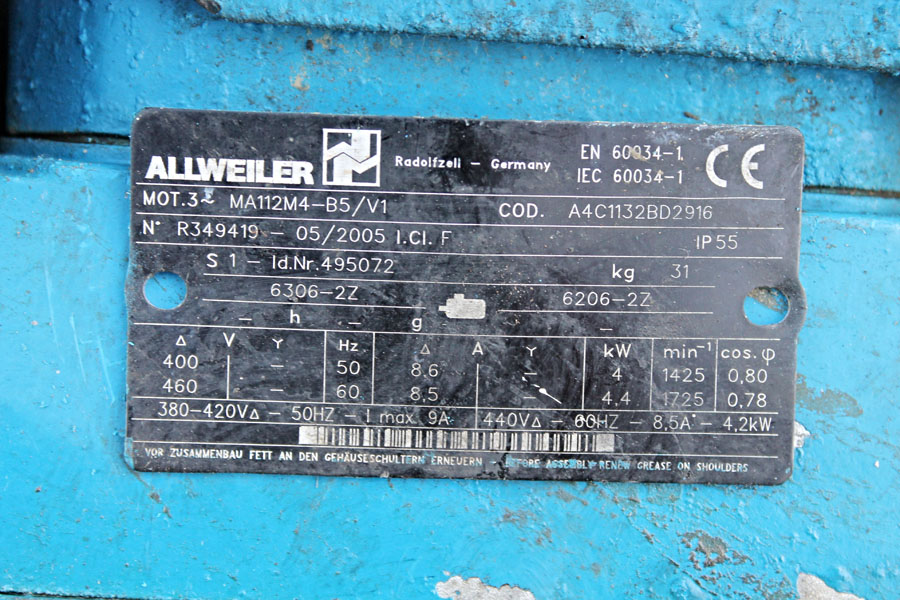 ALLWEILER Radolfzell - Germany EN 60034-1 CE
IEC 60034-1
MOT.3~ MA112M4-B5/V1 COD. A4C1132BD2916
N° R349419 - 05/2005 I.Cl. F IP 55
S 1 - Id.Nr.495072 kg 31
6306-2Z 6206-2Z
- h - g -
Δ V Y Hz Δ A Y kW min⁻¹ cos. φ
400 - 50 8.6 - 4 1425 0,80
460 - 60 8.5 - 4.4 1725 0,78
380-420VΔ - 50HZ - I max. 9A 440VΔ - 60HZ - 8,5A - 4,2kW
VOR ZUSAMMENBAU FETT AN DEN GEHÄUSESCHULTERN ERNEUERN - BEFORE ASSEMBLY RENEW GREASE ON SHOULDERS